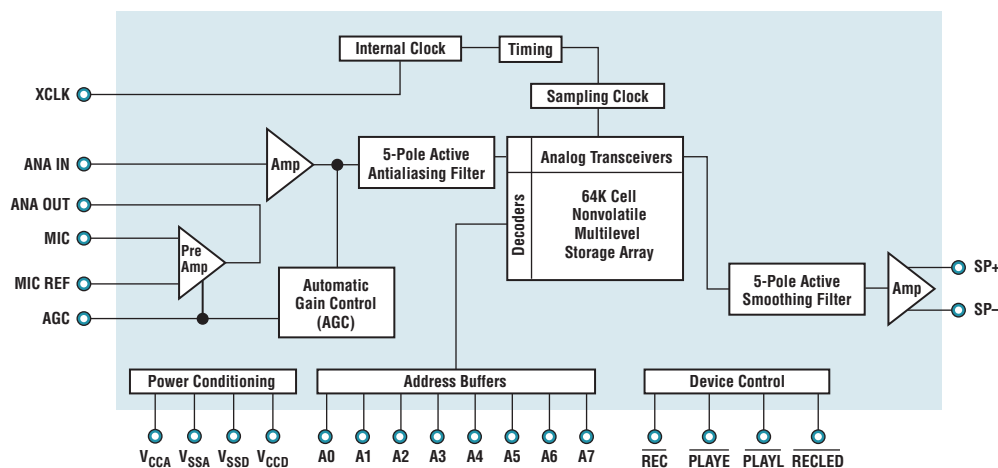 Internal Clock
Timing
XCLK
Sampling Clock
ANA IN
Amp
5-Pole Active
Antialiasing Filter
Analog Transceivers
Decoders
64K Cell
Nonvolatile
Multilevel
Storage Array
ANA OUT
MIC
Pre
Amp
MIC REF
AGC
Automatic
Gain Control
(AGC)
5-Pole Active
Smoothing Filter
Amp
SP+
SP–
Power Conditioning
Address Buffers
Device Control
VCCA VSSA VSSD VCCD
A0 A1 A2 A3 A4 A5 A6 A7
REC PLAYE PLAYL RECLED